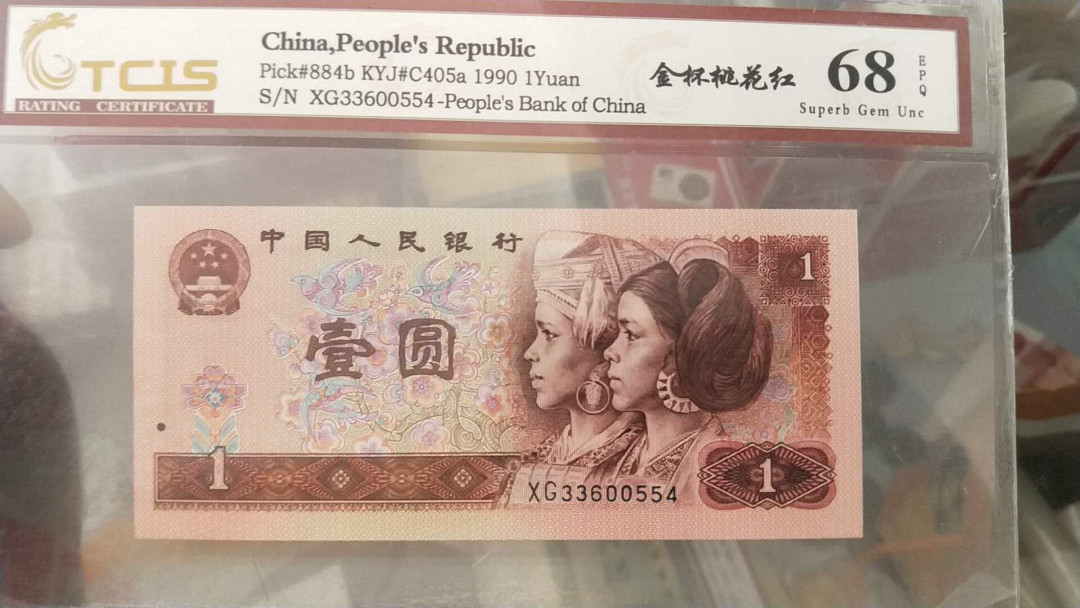 TCIS
RATING CERTIFICATE
China,People's Republic
Pick#884b KYJ#C405a 1990 1Yuan
S/N XG33600554-People's Bank of China
金杯桃花红
68
EPQ
Superb Gem Unc
中国人民银行
1
壹圆
1
XG33600554
1